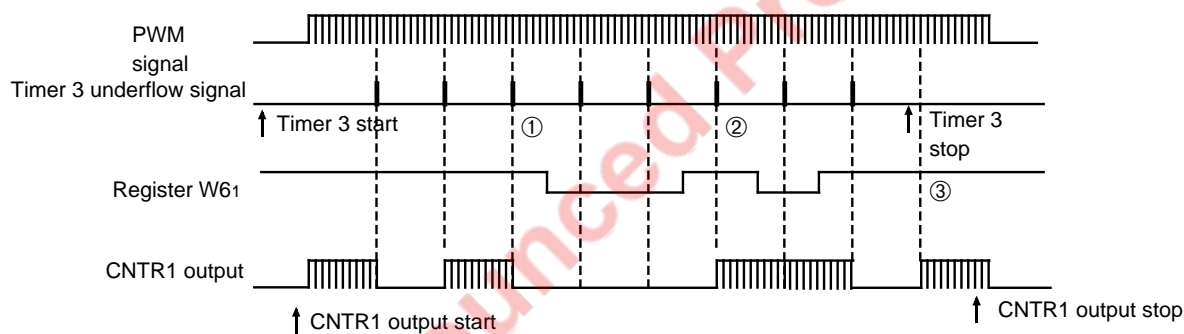 PWM
signal
Timer 3 underflow signal
Timer 3 start
①
②
Timer 3
stop
Register W61
③
CNTR1 output
CNTR1 output start
CNTR1 output stop